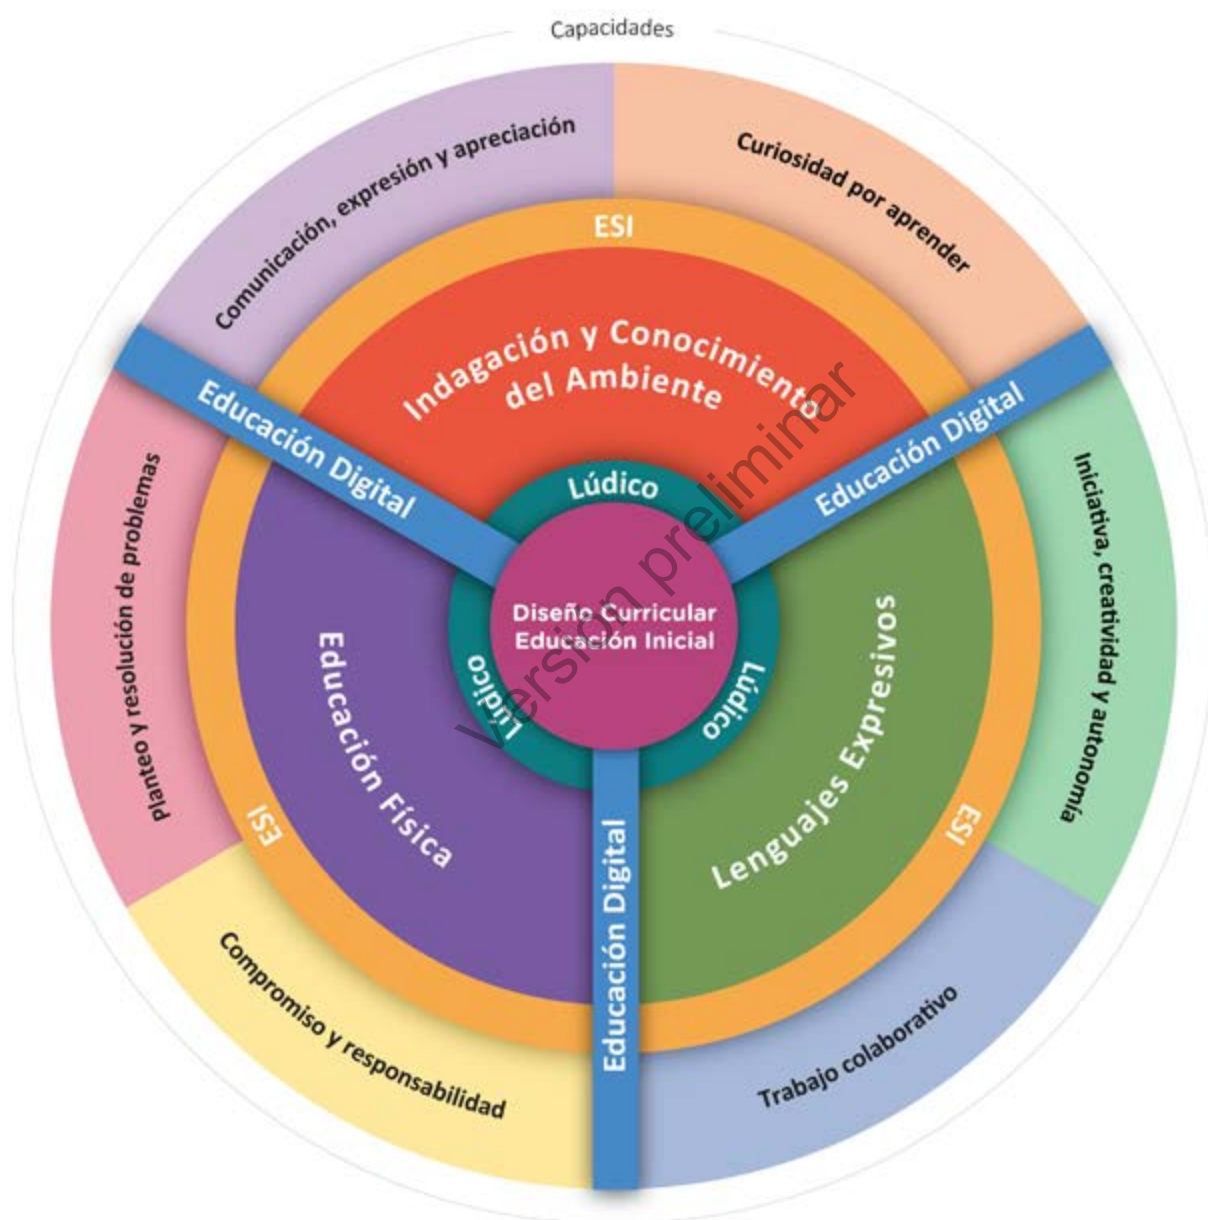 Capacidades
Comunicación, expresión y apreciación
Curiosidad por aprender
ESI
Indagación y Conocimiento
del Ambiente
Educación Digital
Educación Digital
Lúdico
Planteo y resolución de problemas
Iniciativa, creatividad y autonomía
Diseño Curricular
Educación Inicial
Lúdico
Lúdico
Educación Física
Lenguajes Expresivos
ESI
ESI
Educación Digital
Compromiso y responsabilidad
Trabajo colaborativo
Versión preliminar